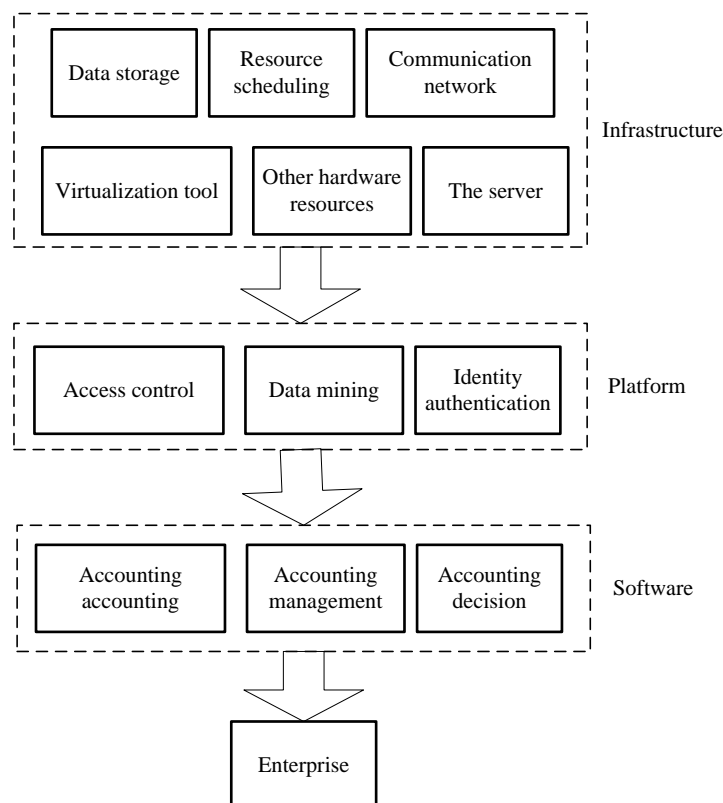 Data storage
Resource
scheduling
Communication
network
Infrastructure
Virtualization tool
Other hardware
resources
The server
Access control
Data mining
Identity
authentication
Platform
Accounting
accounting
Accounting
management
Accounting
decision
Software
Enterprise